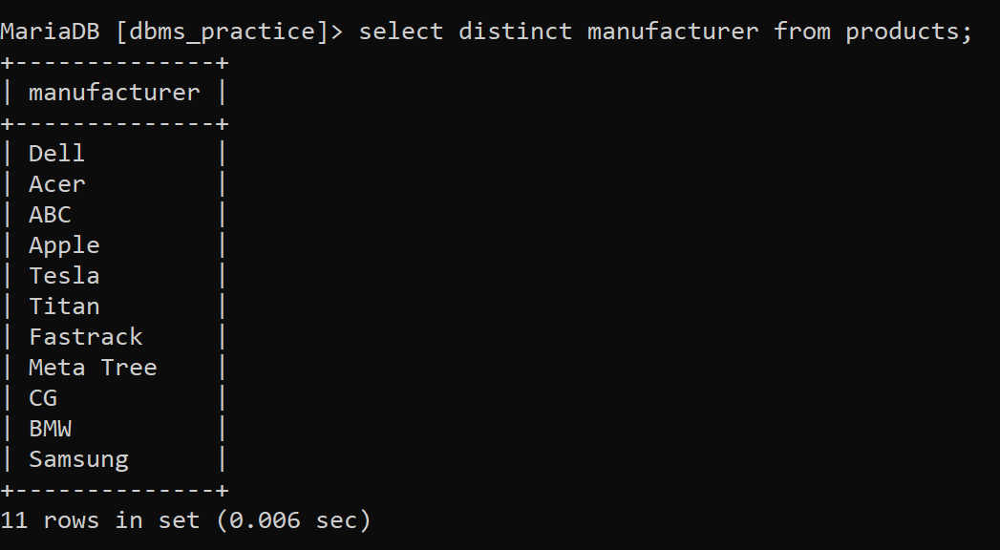 MariaDB [dbms_practice]> select distinct manufacturer from products;
+--------------+
| manufacturer |
+--------------+
| Dell         |
| Acer         |
| ABC          |
| Apple        |
| Tesla        |
| Titan        |
| Fastrack     |
| Meta Tree    |
| CG           |
| BMW          |
| Samsung      |
+--------------+
11 rows in set (0.006 sec)